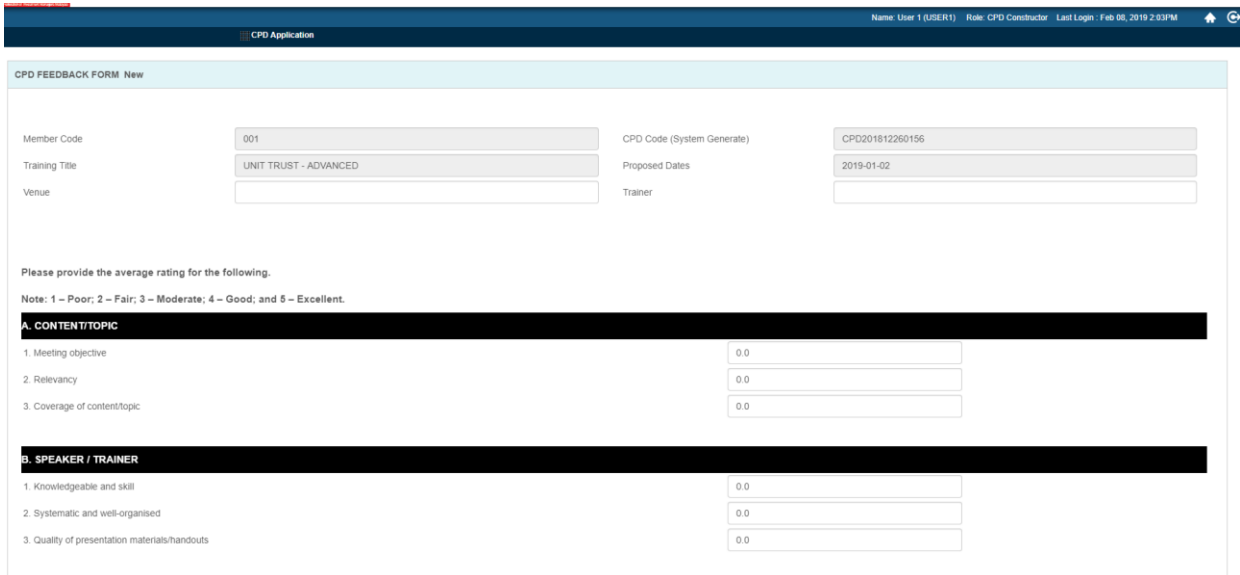 Name: User 1 (USER1) Role: CPD Constructor Last Login : Feb 08, 2019 2:03PM
CPD Application
CPD FEEDBACK FORM New
Member Code 001 CPD Code (System Generate) CPD201812260156
Training Title UNIT TRUST - ADVANCED Proposed Dates 2019-01-02
Venue Trainer
Please provide the average rating for the following.
Note: 1 – Poor; 2 – Fair; 3 – Moderate; 4 – Good; and 5 – Excellent.
A. CONTENT/TOPIC
1. Meeting objective 0.0
2. Relevancy 0.0
3. Coverage of content/topic 0.0
B. SPEAKER / TRAINER
1. Knowledgeable and skill 0.0
2. Systematic and well-organised 0.0
3. Quality of presentation materials/handouts 0.0